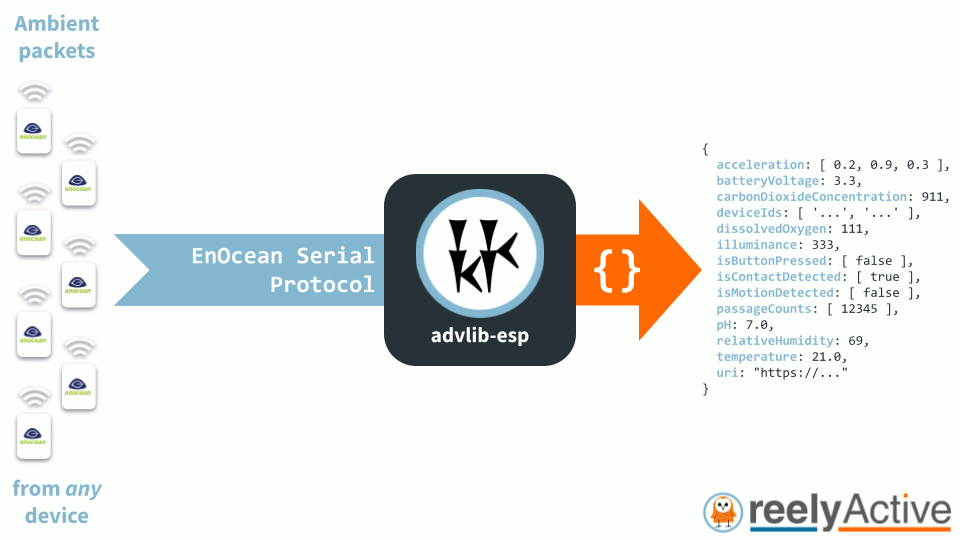 Ambient
packets
enocean
enocean
enocean
enocean
enocean
enocean
enocean
enocean
from any
device
EnOcean Serial
Protocol
advlib-esp
{}
{
acceleration: [ 0.2, 0.9, 0.3 ],
batteryVoltage: 3.3,
carbonDioxideConcentration: 911,
deviceIds: [ '...', '...' ],
dissolvedOxygen: 111,
illuminance: 333,
isButtonPressed: [ false ],
isContactDetected: [ true ],
isMotionDetected: [ false ],
passageCounts: [ 12345 ],
pH: 7.0,
relativeHumidity: 69,
temperature: 21.0,
uri: "https://..."
}
reelyActive